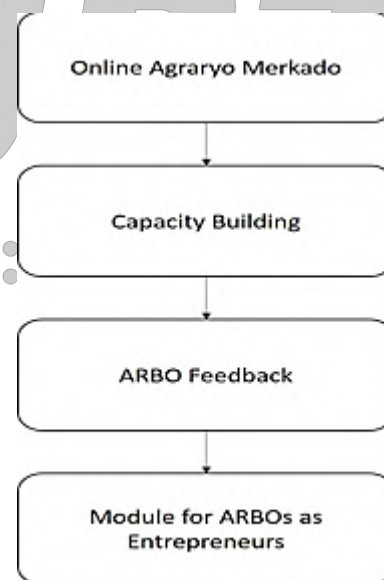 Online Agraryo Merkado
Capacity Building
ARBO Feedback
Module for ARBOs as
Entrepreneurs